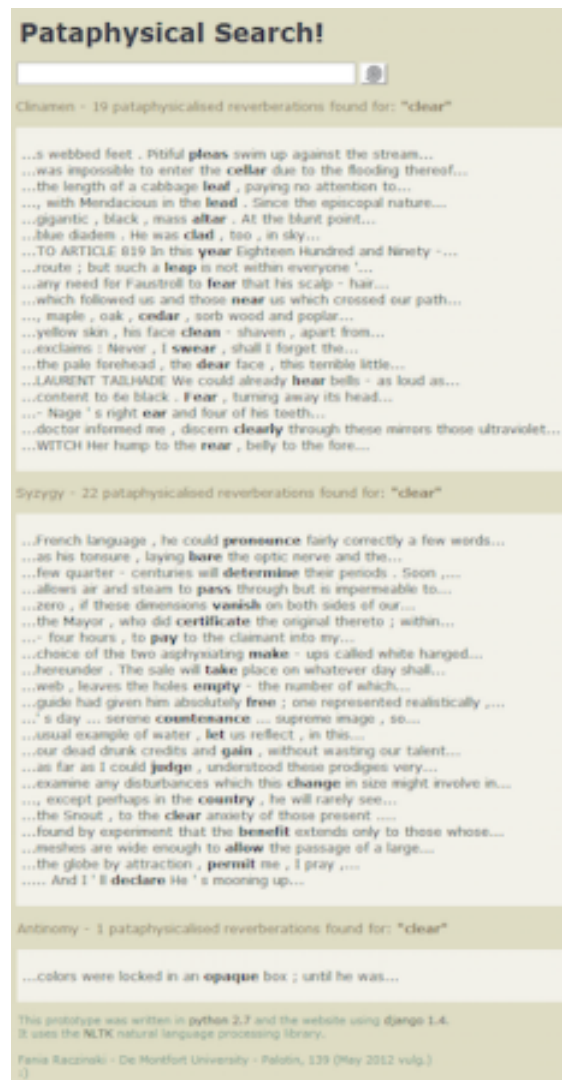 Pataphysical Search!
Clinamen - 19 pataphysicalised reverberations found for: "clear"
...s webbed feet . Pitiful pleas swim up against the stream...
...was impossible to enter the cellar due to the flooding thereof...
...the length of a cabbage leaf , paying no attention to...
..., with Mendacious in the lead . Since the episcopal nature...
...gigantic , black , mass altar . At the blunt point...
...blue diadem . He was clad , too , in sky...
...TO ARTICLE 819 In this year Eighteen Hundred and Ninety -...
...route ; but such a leap is not within everyone '...
...any need for Faustroll to fear that his scalp - hair...
...which followed us and those near us which crossed our path...
..., maple , oak , cedar , sorb wood and poplar...
...yellow skin , his face clean - shaven , apart from...
...exclaims : Never , I swear , shall I forget the...
...the pale forehead , the dear face , this terrible little...
...LAURENT TAILHADE We could already hear bells - as loud as...
...content to 6e black . Fear , turning away its head...
...- Nage ' s right ear and four of his teeth...
...doctor informed me , discern clearly through these mirrors those ultraviolet...
...WITCH Her hump to the rear , belly to the fore...
Syzygy - 22 pataphysicalised reverberations found for: "clear"
...French language , he could pronounce fairly correctly a few words...
...as his tonsure , laying bare the optic nerve and the...
...few quarter - centuries will determine their periods . Soon ,...
...allows air and steam to pass through but is impermeable to...
...zero , if these dimensions vanish on both sides of our...
...the Mayor , who did certificate the original thereto ; within...
...- four hours , to pay to the claimant into my...
...choice of the two asphyxiating make - ups called white hanged...
...hereunder . The sale will take place on whatever day shall...
...web , leaves the holes empty - the number of which...
...guide had given him absolutely free ; one represented realistically ,...
...' s day ... serene countenance ... supreme image , so...
...usual example of water , let us reflect , in this...
...our dead drunk credits and gain , without wasting our talent...
...as far as I could judge , understood these prodigies very...
...examine any disturbances which this change in size might involve in...
..., except perhaps in the country , he will rarely see...
...the Snout , to the clear anxiety of those present ....
...found by experiment that the benefit extends only to those whose...
...meshes are wide enough to allow the passage of a large...
...the globe by attraction , permit me , I pray ,...
..... And I ' ll declare He ' s mooning up...
Antinomy - 1 pataphysicalised reverberations found for: "clear"
...colors were locked in an opaque box ; until he was...
This prototype was written in python 2.7 and the website using django 1.4.
It uses the NLTK natural language processing library.
Fania Raczinski - De Montfort University - Palotin, 139 (May 2012 vulg.)
:)